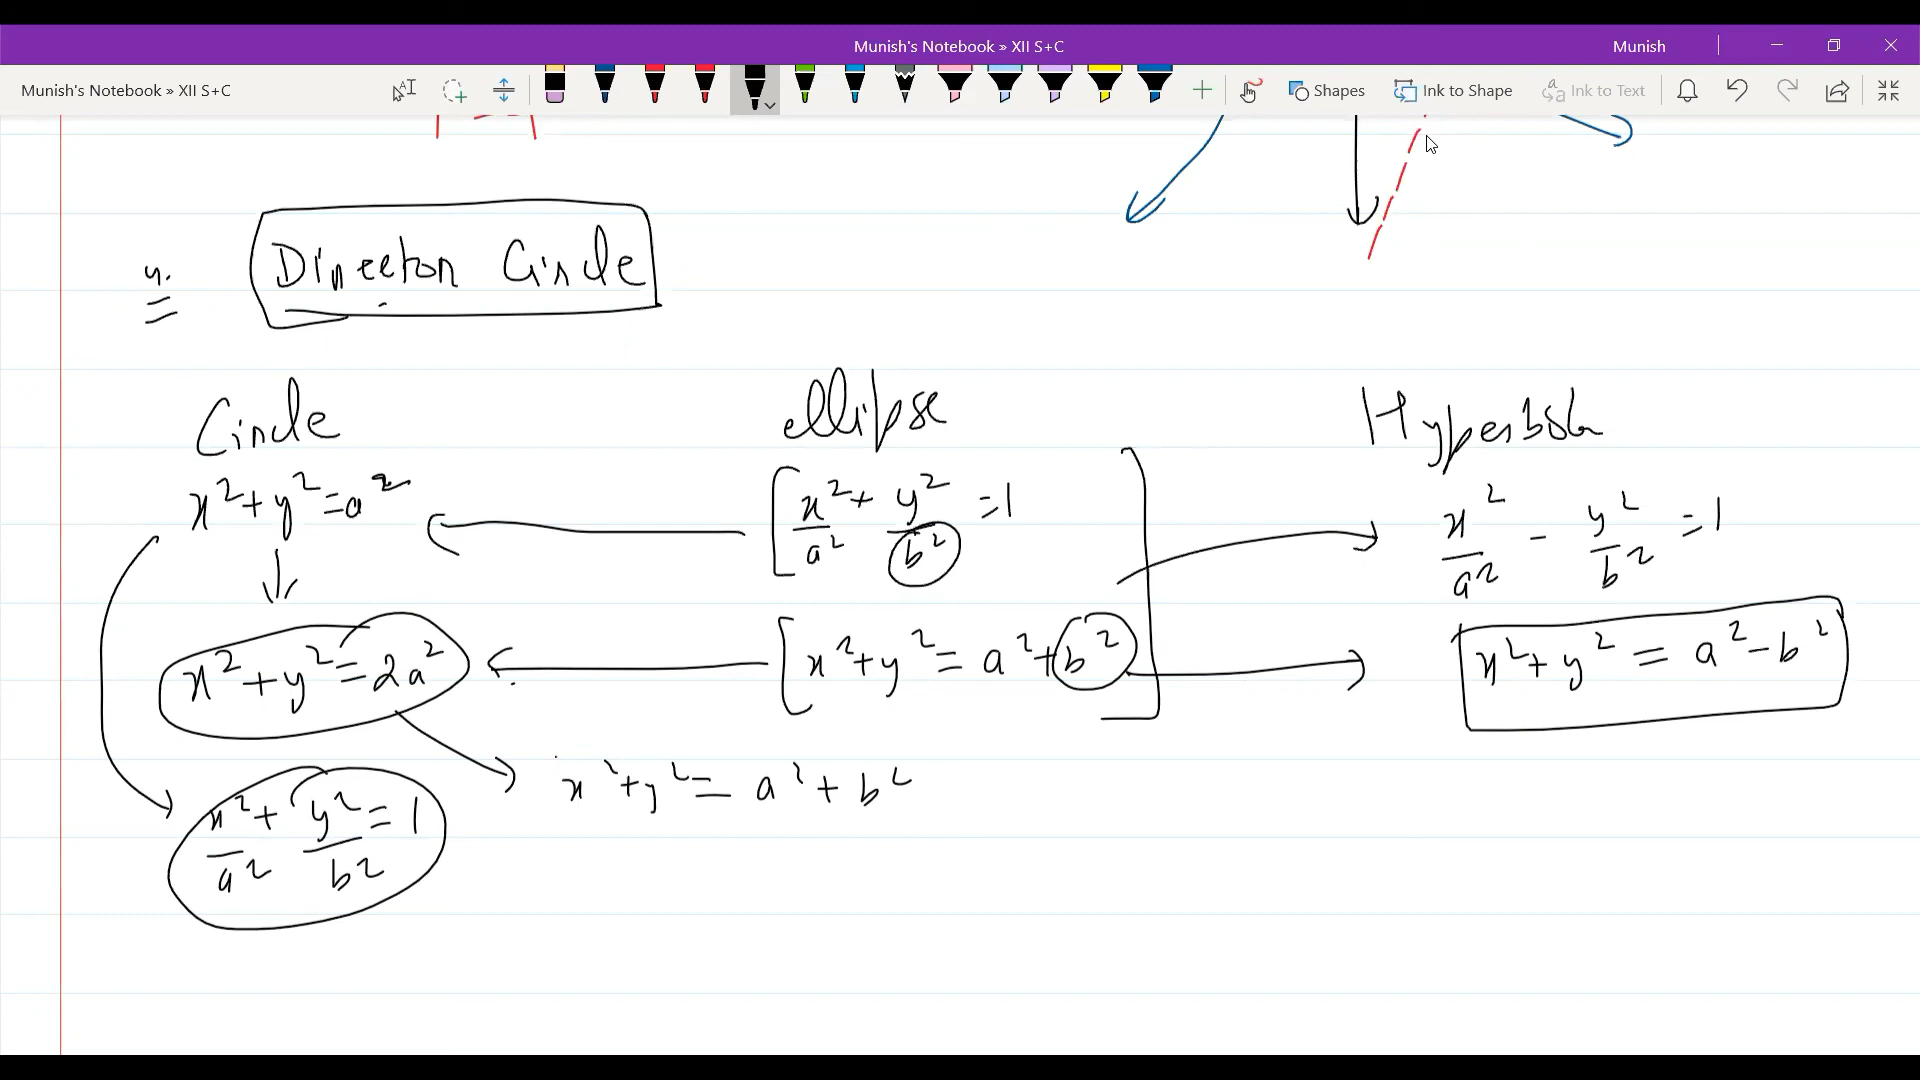 Munish's Notebook » XII S+C
Munish
Munish's Notebook » XII S+C
Shapes
Ink to Shape
Ink to Text
4.
Director Circle
Circle
ellipse
Hyperbola
x²+y²=a²
x²/a² + y²/b² =1
x²/a² - y²/b² =1
x²+y²=2a²
x²+y²= a²+b²
x²+y² = a²-b²
x²+y²= a²+b²
x²/a² + y²/b² =1